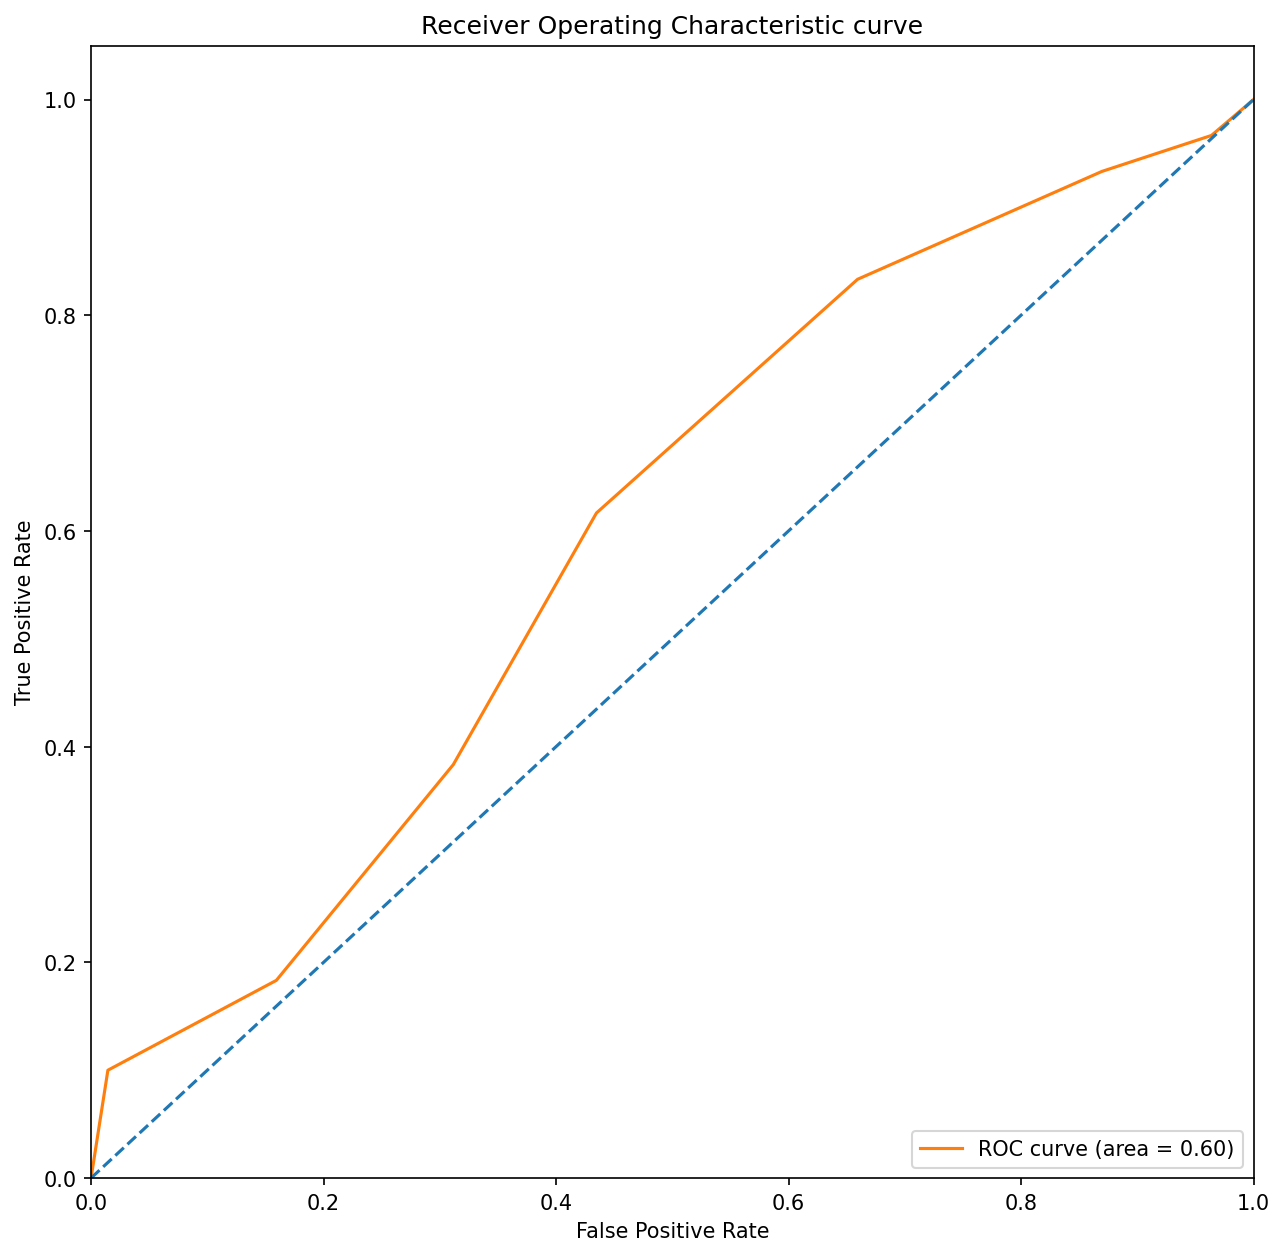 Receiver Operating Characteristic curve
1.0
0.8
0.6
0.4
0.2
0.0
True Positive Rate
ROC curve (area = 0.60)
0.0 0.2 0.4 0.6 0.8 1.0
False Positive Rate